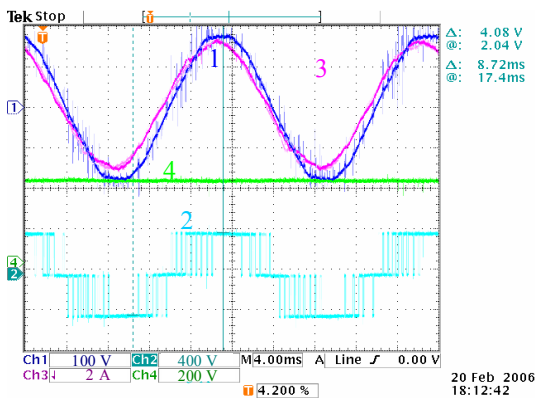 Tek Stop
T
T
Δ: 4.08 V
@: 2.04 V
Δ: 8.72ms
@: 17.4ms
1
3
1
4
2
4
2
Ch1 100 V Ch2 400 V M 4.00ms A Line ƒ 0.00 V
Ch3 2 A Ch4 200 V
T 4.200 %
20 Feb 2006
18:12:42